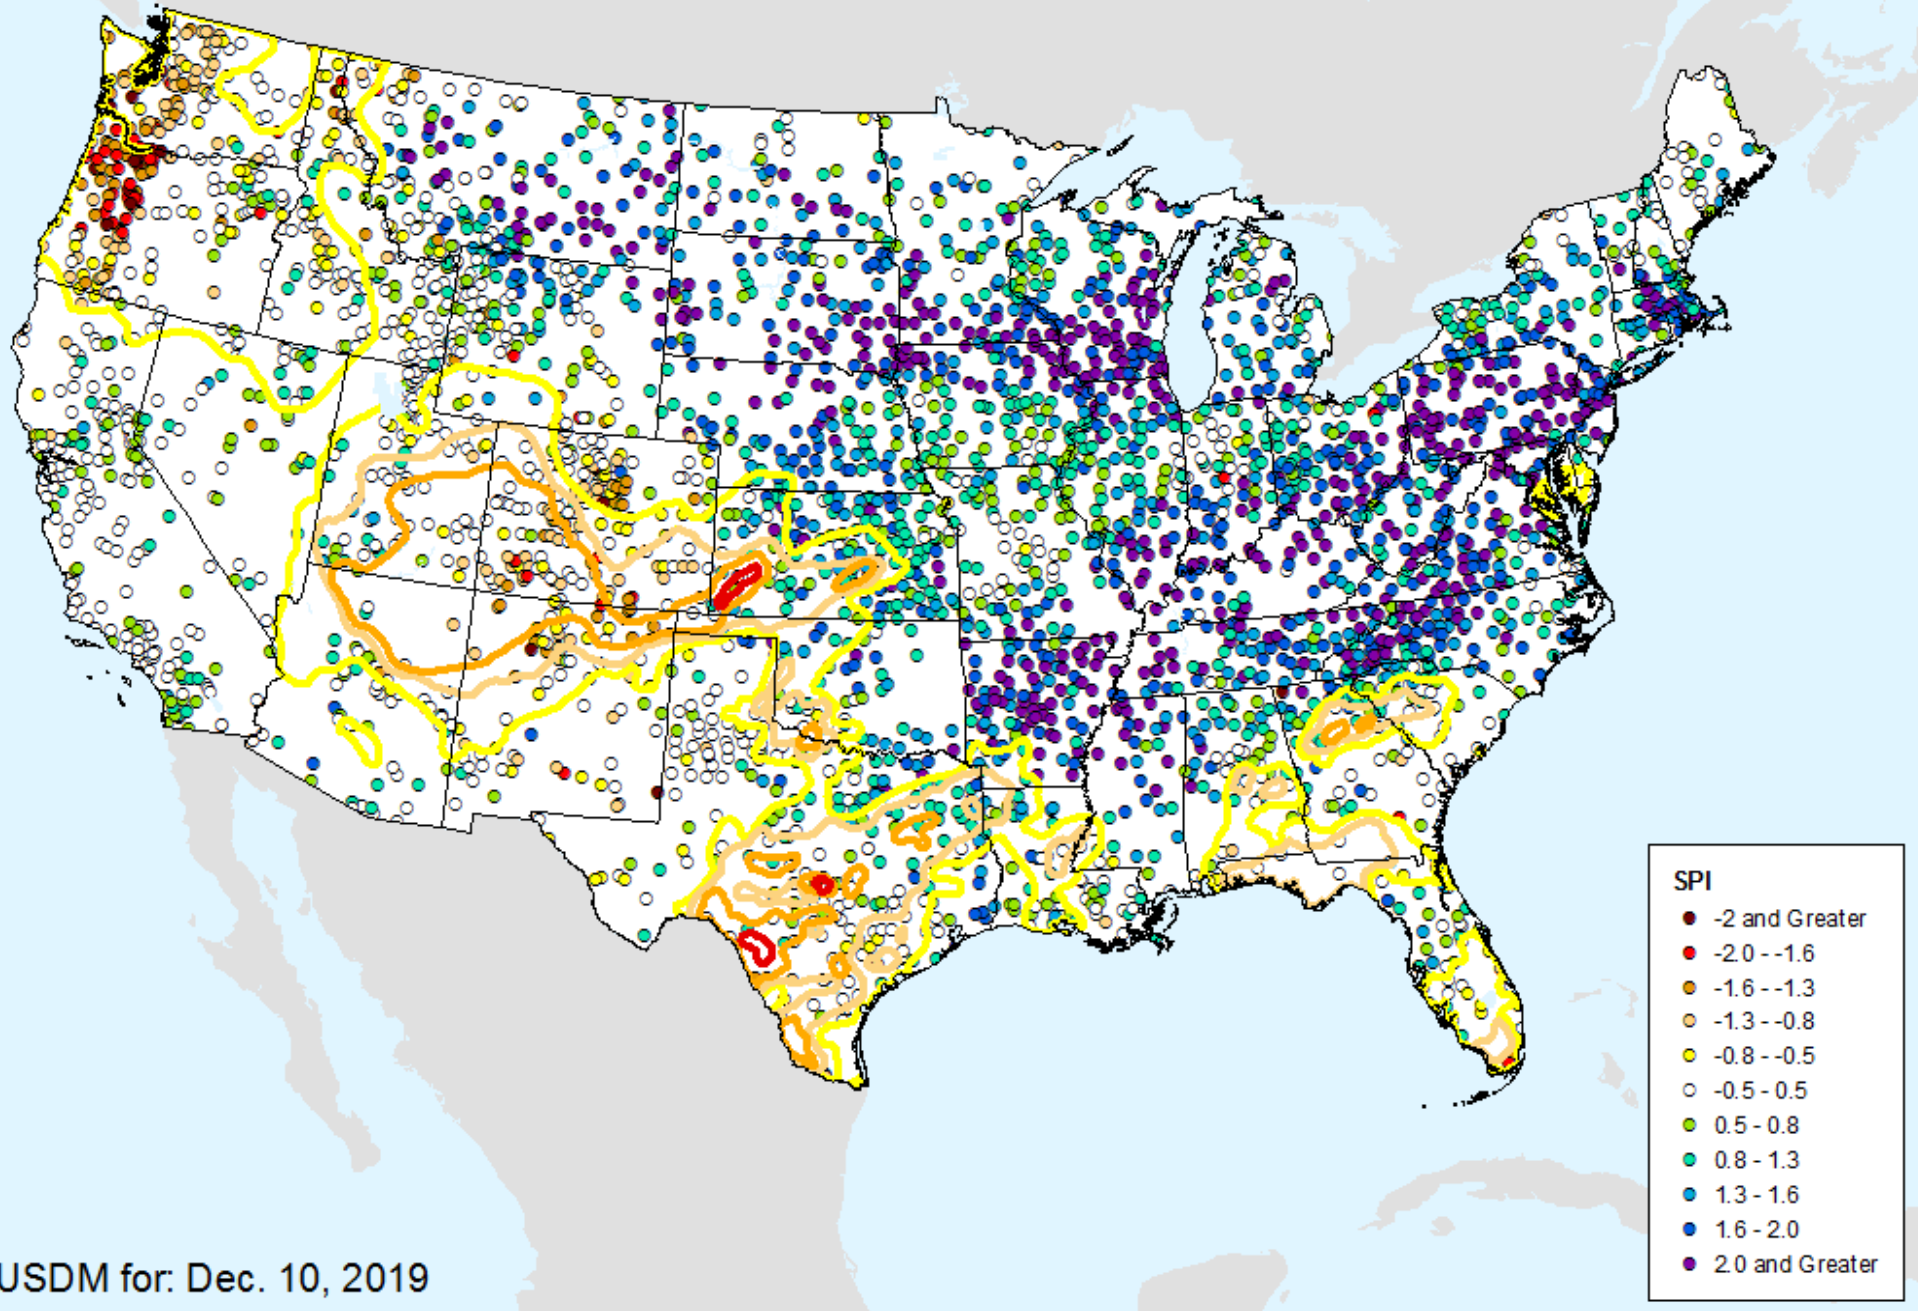 SPI
-2 and Greater
-2.0 - -1.6
-1.6 - -1.3
-1.3 - -0.8
-0.8 - -0.5
-0.5 - 0.5
0.5 - 0.8
0.8 - 1.3
1.3 - 1.6
1.6 - 2.0
2.0 and Greater
USDM for: Dec. 10, 2019